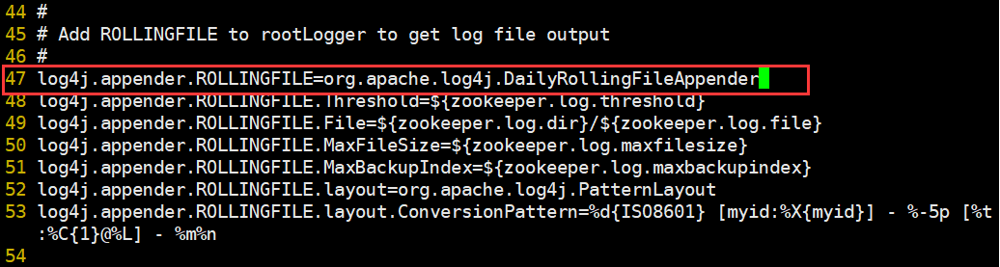 44 #
45 # Add ROLLINGFILE to rootLogger to get log file output
46 #
47 log4j.appender.ROLLINGFILE=org.apache.log4j.DailyRollingFileAppender
48 log4j.appender.ROLLINGFILE.Threshold=${zookeeper.log.threshold}
49 log4j.appender.ROLLINGFILE.File=${zookeeper.log.dir}/${zookeeper.log.file}
50 log4j.appender.ROLLINGFILE.MaxFileSize=${zookeeper.log.maxfilesize}
51 log4j.appender.ROLLINGFILE.MaxBackupIndex=${zookeeper.log.maxbackupindex}
52 log4j.appender.ROLLINGFILE.layout=org.apache.log4j.PatternLayout
53 log4j.appender.ROLLINGFILE.layout.ConversionPattern=%d{ISO8601} [myid:%X{myid}] - %-5p [%t
:%C{1}@%L] - %m%n
54